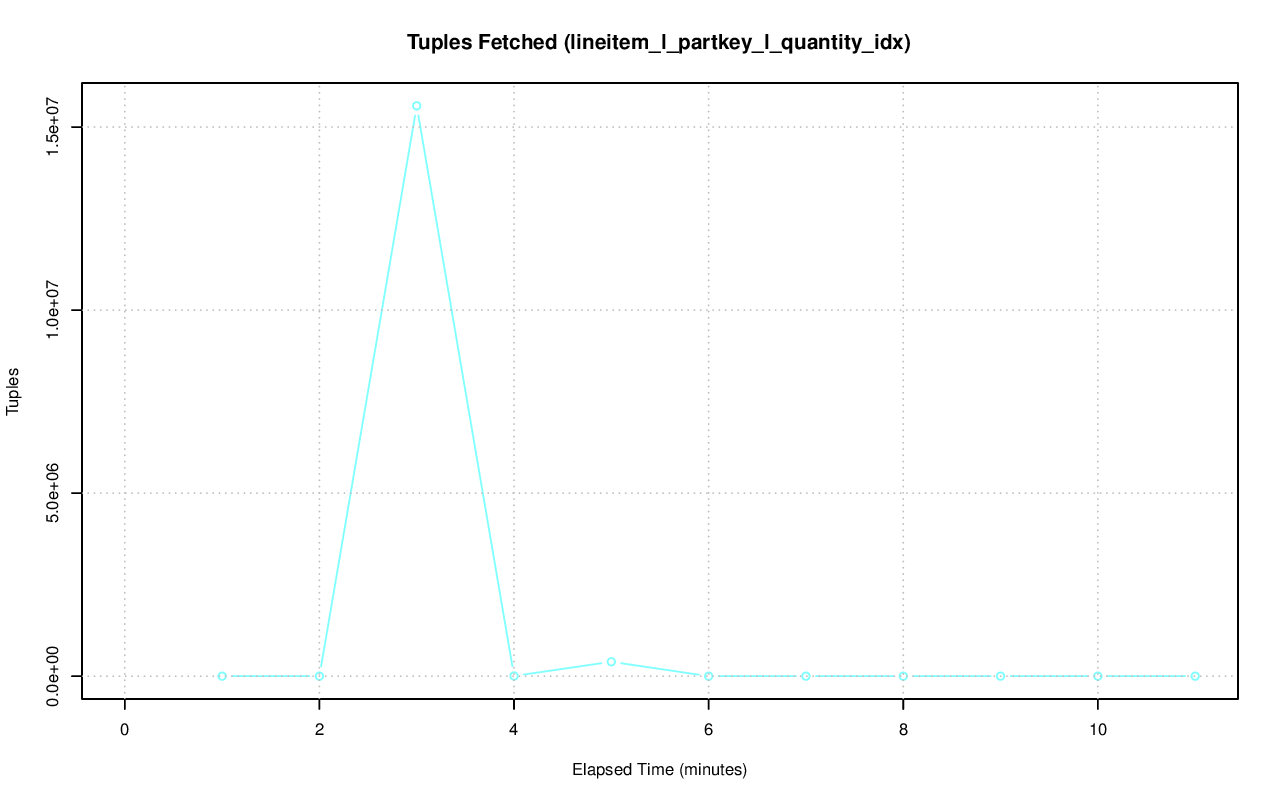 Tuples Fetched (lineitem_l_partkey_l_quantity_idx)
1.5e+07
1.0e+07
5.0e+06
0.0e+00
Tuples
0 2 4 6 8 10
Elapsed Time (minutes)